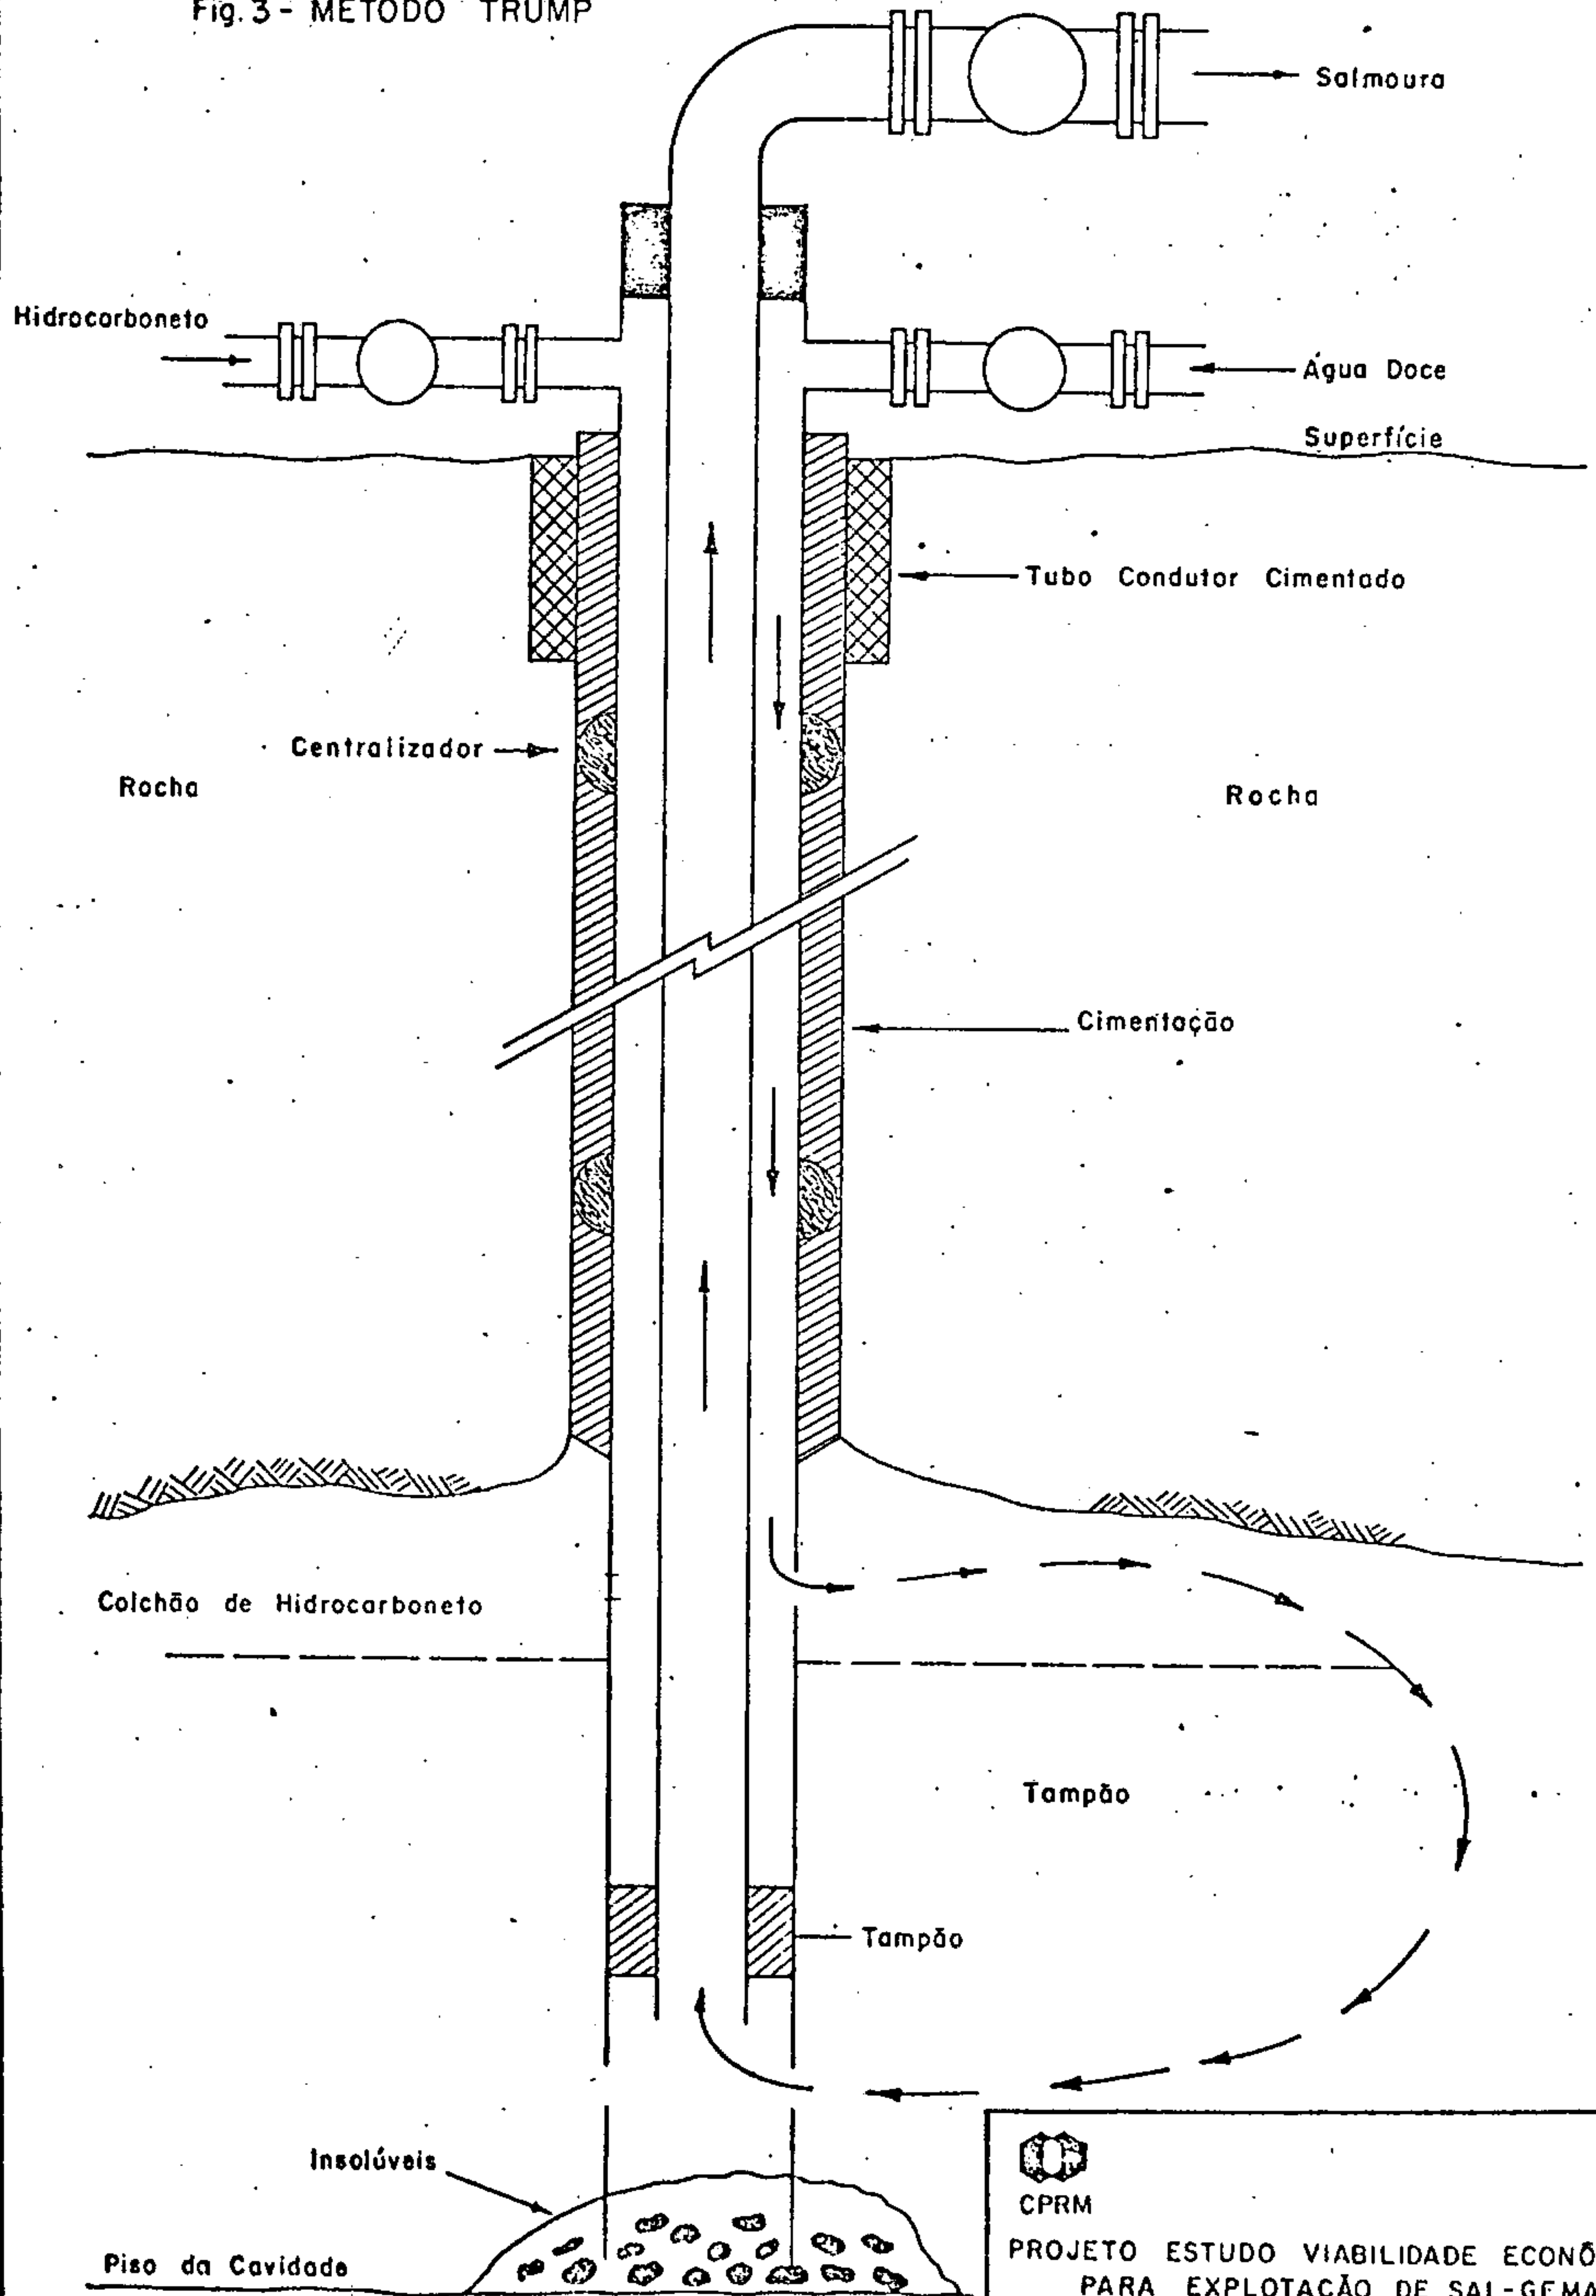 Fig. 3 - METODO TRUMP
Salmoura
Hidrocarboneto
Água Doce
Superfície
Tubo Condutor Cimentado
Centralizador
Rocha
Rocha
Cimentação
Colchão de Hidrocarboneto
Tampão
Tampão
Insolúveis
CPRM
Piso da Cavidade
PROJETO ESTUDO VIABILIDADE ECONÔ
PARA EXPLOTAÇÃO DE SAL-GEMA